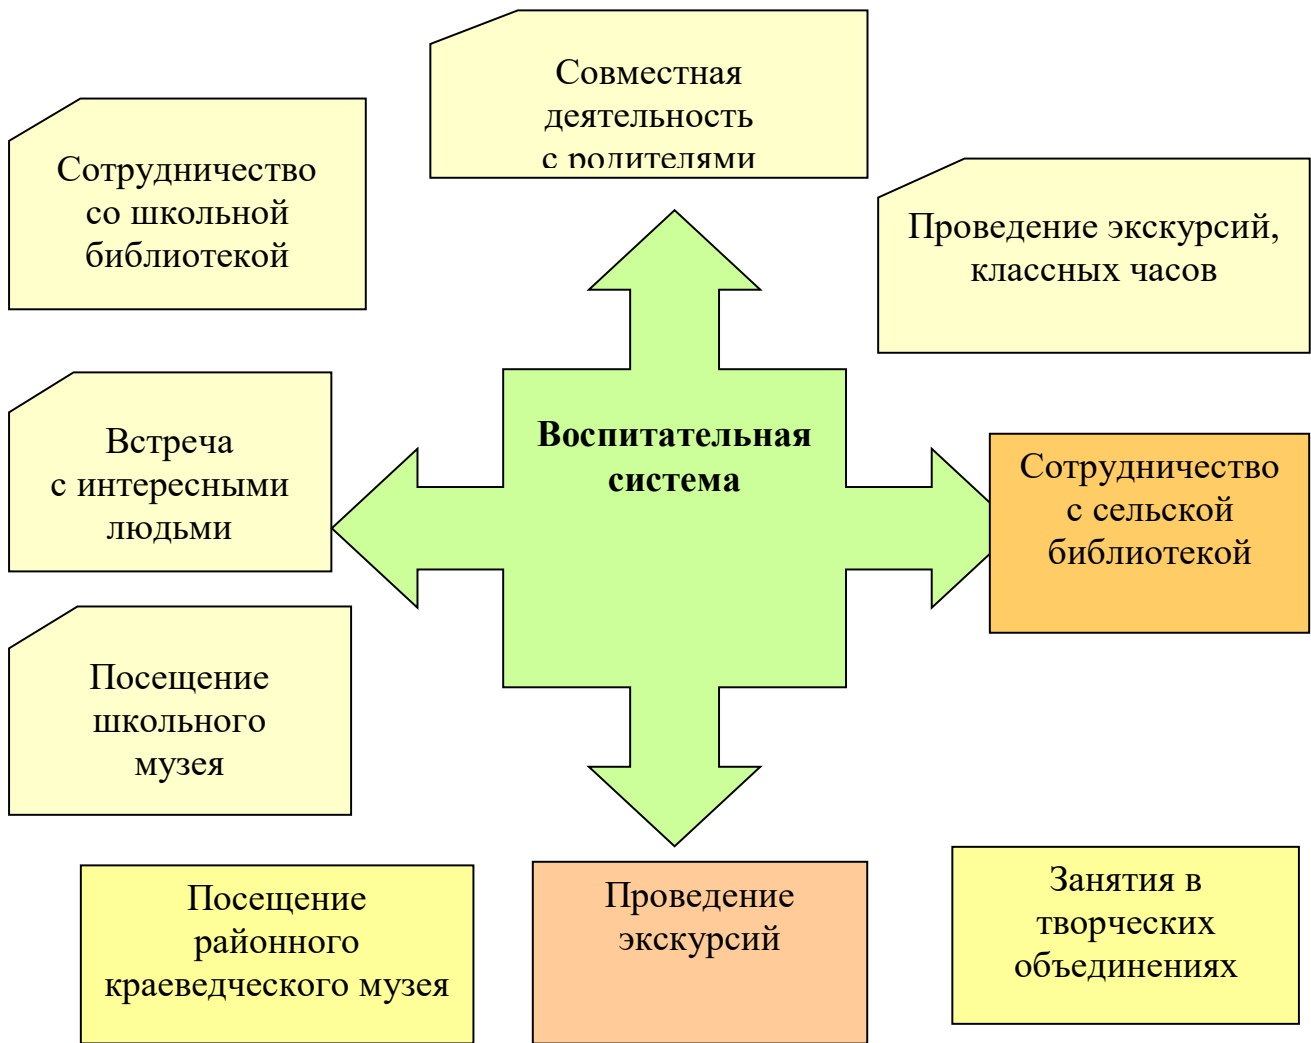 Совместная
деятельность
с родителями
Сотрудничество
со школьной
библиотекой
Проведение экскурсий,
классных часов
Встреча
с интересными
людьми
Воспитательная
система
Сотрудничество
с сельской
библиотекой
Посещение
школьного
музея
Посещение
районного
краеведческого музея
Проведение
экскурсий
Занятия в
творческих
объединениях